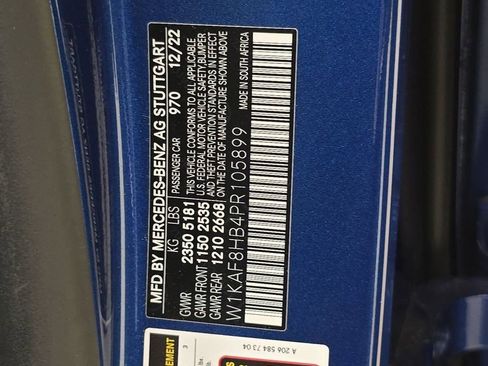 MFD BY MERCEDES-BENZ AG STUTTGART
PASSENGER CAR 970 12/22
KG LBS
GVWR 2350 5181
GAWR FRONT 1150 2535
GAWR REAR 1210 2668
THIS VEHICLE CONFORMS TO ALL APPLICABLE
U.S. FEDERAL MOTOR VEHICLE SAFETY, BUMPER
AND THEFT PREVENTION STANDARDS IN EFFECT
ON THE DATE OF MANUFACTURE SHOWN ABOVE
W1KAF8HB4PR105899
MADE IN SOUTH AFRICA
A 206 584 73 04